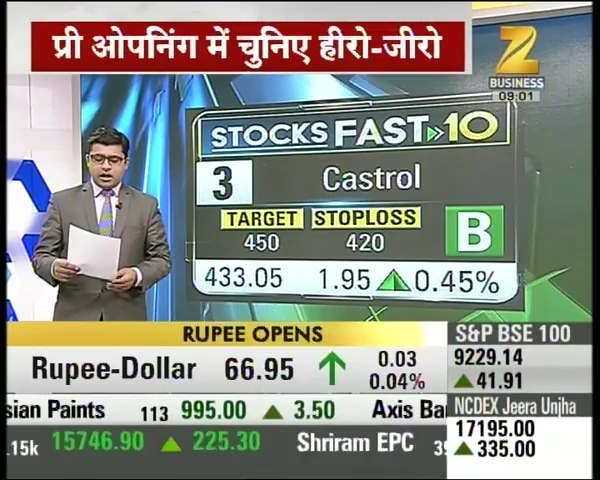 प्री ओपनिंग में चुनिए हीरो-जीरो
Z
BUSINESS
09:01
STOCKS FAST 10
3 Castrol
TARGET STOPLOSS
450 420
B
433.05 1.95 0.45%
RUPEE OPENS
Rupee-Dollar 66.95 0.03
0.04%
S&P BSE 100
9229.14
41.91
sian Paints 113 995.00 3.50 Axis Ba
NCDEX Jeera Unjha
17195.00
335.00
.15k 15746.90 225.30 Shriram EPC